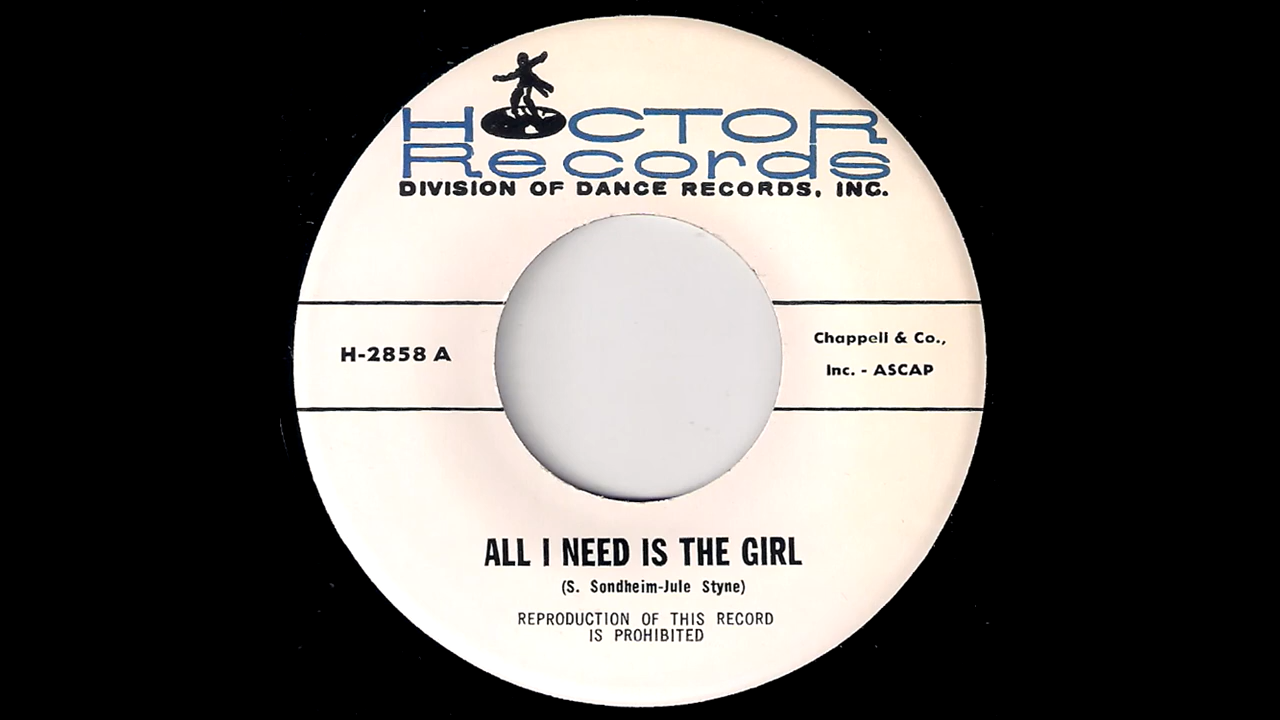 HOCTOR
Records
DIVISION OF DANCE RECORDS, INC.
H-2858 A
Chappell & Co.,
Inc. - ASCAP
ALL I NEED IS THE GIRL
(S. Sondheim-Jule Styne)
REPRODUCTION OF THIS RECORD
IS PROHIBITED